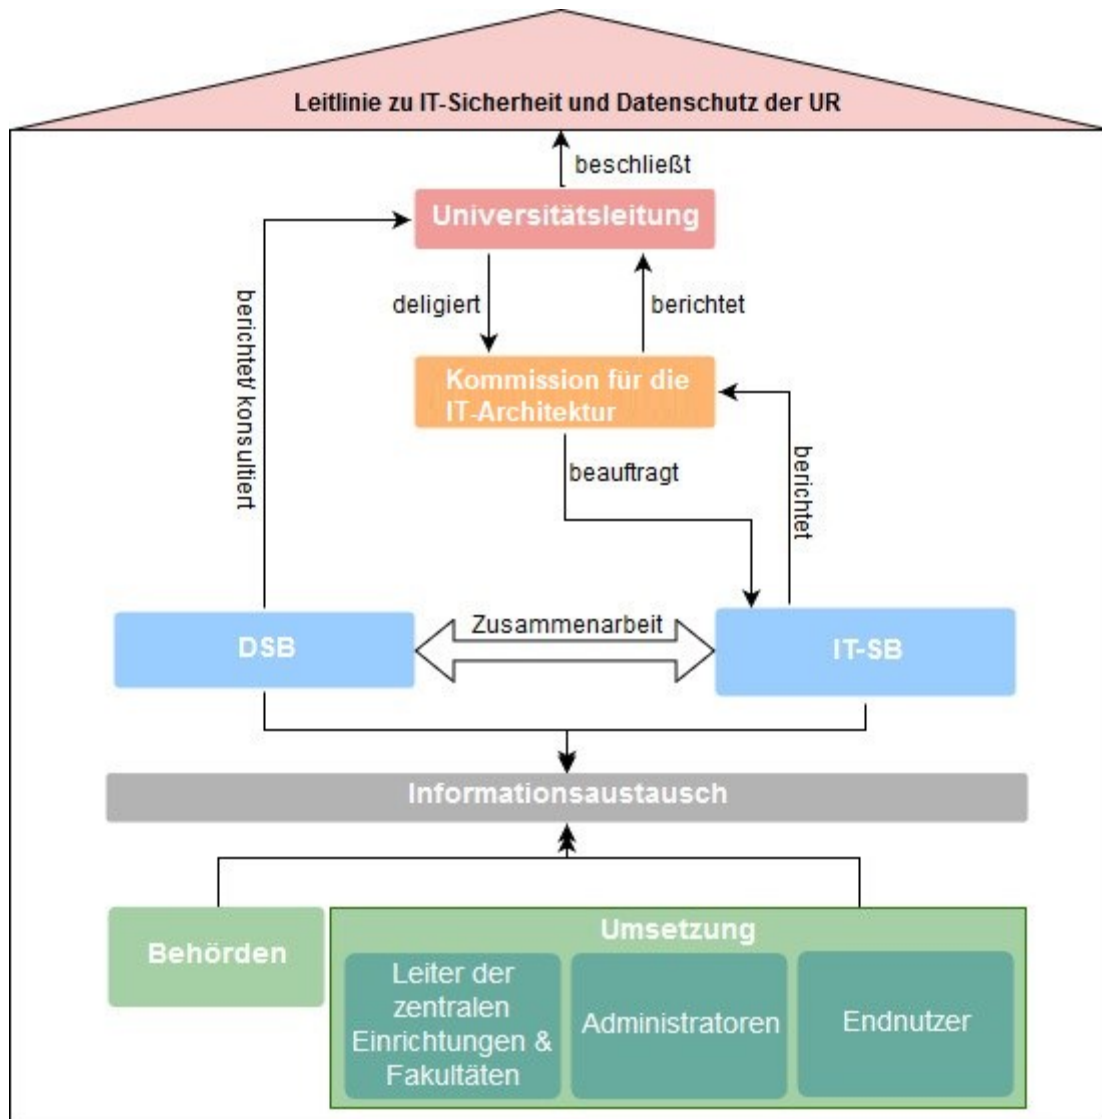 Leitlinie zu IT-Sicherheit und Datenschutz der UR
beschließt
Universitätsleitung
deligiert
berichtet
berichtet/ konsultiert
Kommission für die
IT-Architektur
beauftragt
berichtet
Zusammenarbeit
DSB
IT-SB
Informationsaustausch
Behörden
Umsetzung
Leiter der
zentralen
Einrichtungen &
Fakultäten
Administratoren
Endnutzer